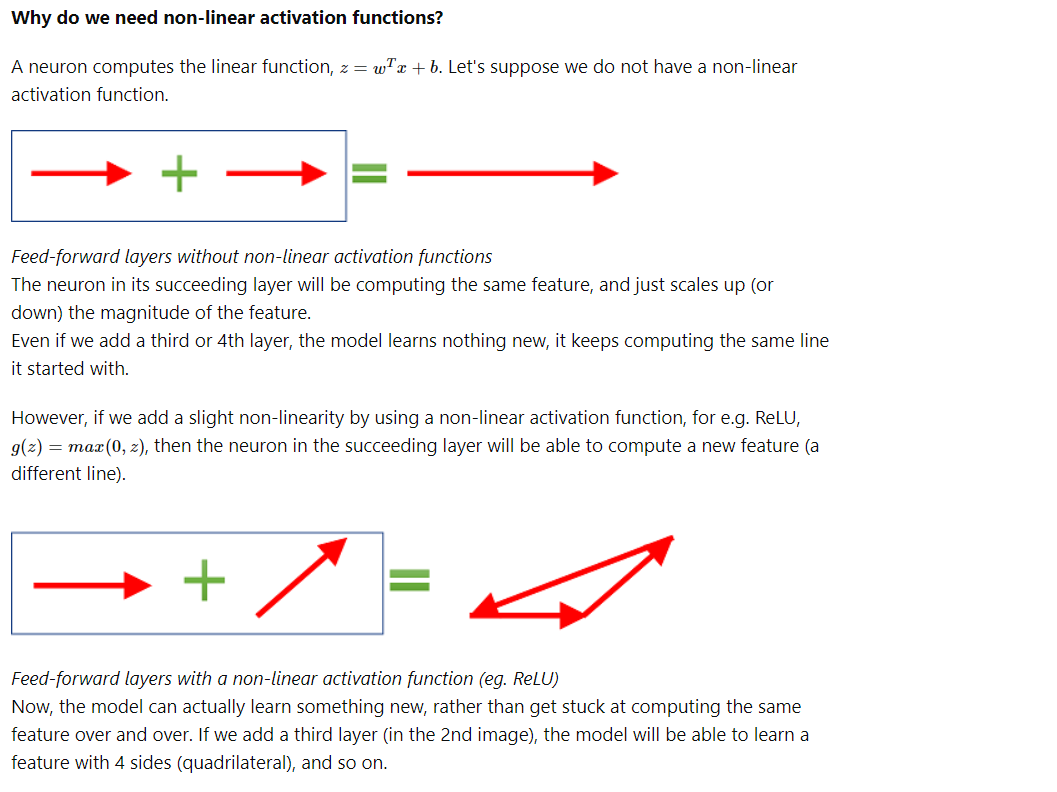 Why do we need non-linear activation functions?
A neuron computes the linear function, z = w^T x + b. Let's suppose we do not have a non-linear
activation function.
Feed-forward layers without non-linear activation functions
The neuron in its succeeding layer will be computing the same feature, and just scales up (or
down) the magnitude of the feature.
Even if we add a third or 4th layer, the model learns nothing new, it keeps computing the same line
it started with.
However, if we add a slight non-linearity by using a non-linear activation function, for e.g. ReLU,
g(z) = max(0, z), then the neuron in the succeeding layer will be able to compute a new feature (a
different line).
Feed-forward layers with a non-linear activation function (eg. ReLU)
Now, the model can actually learn something new, rather than get stuck at computing the same
feature over and over. If we add a third layer (in the 2nd image), the model will be able to learn a
feature with 4 sides (quadrilateral), and so on.